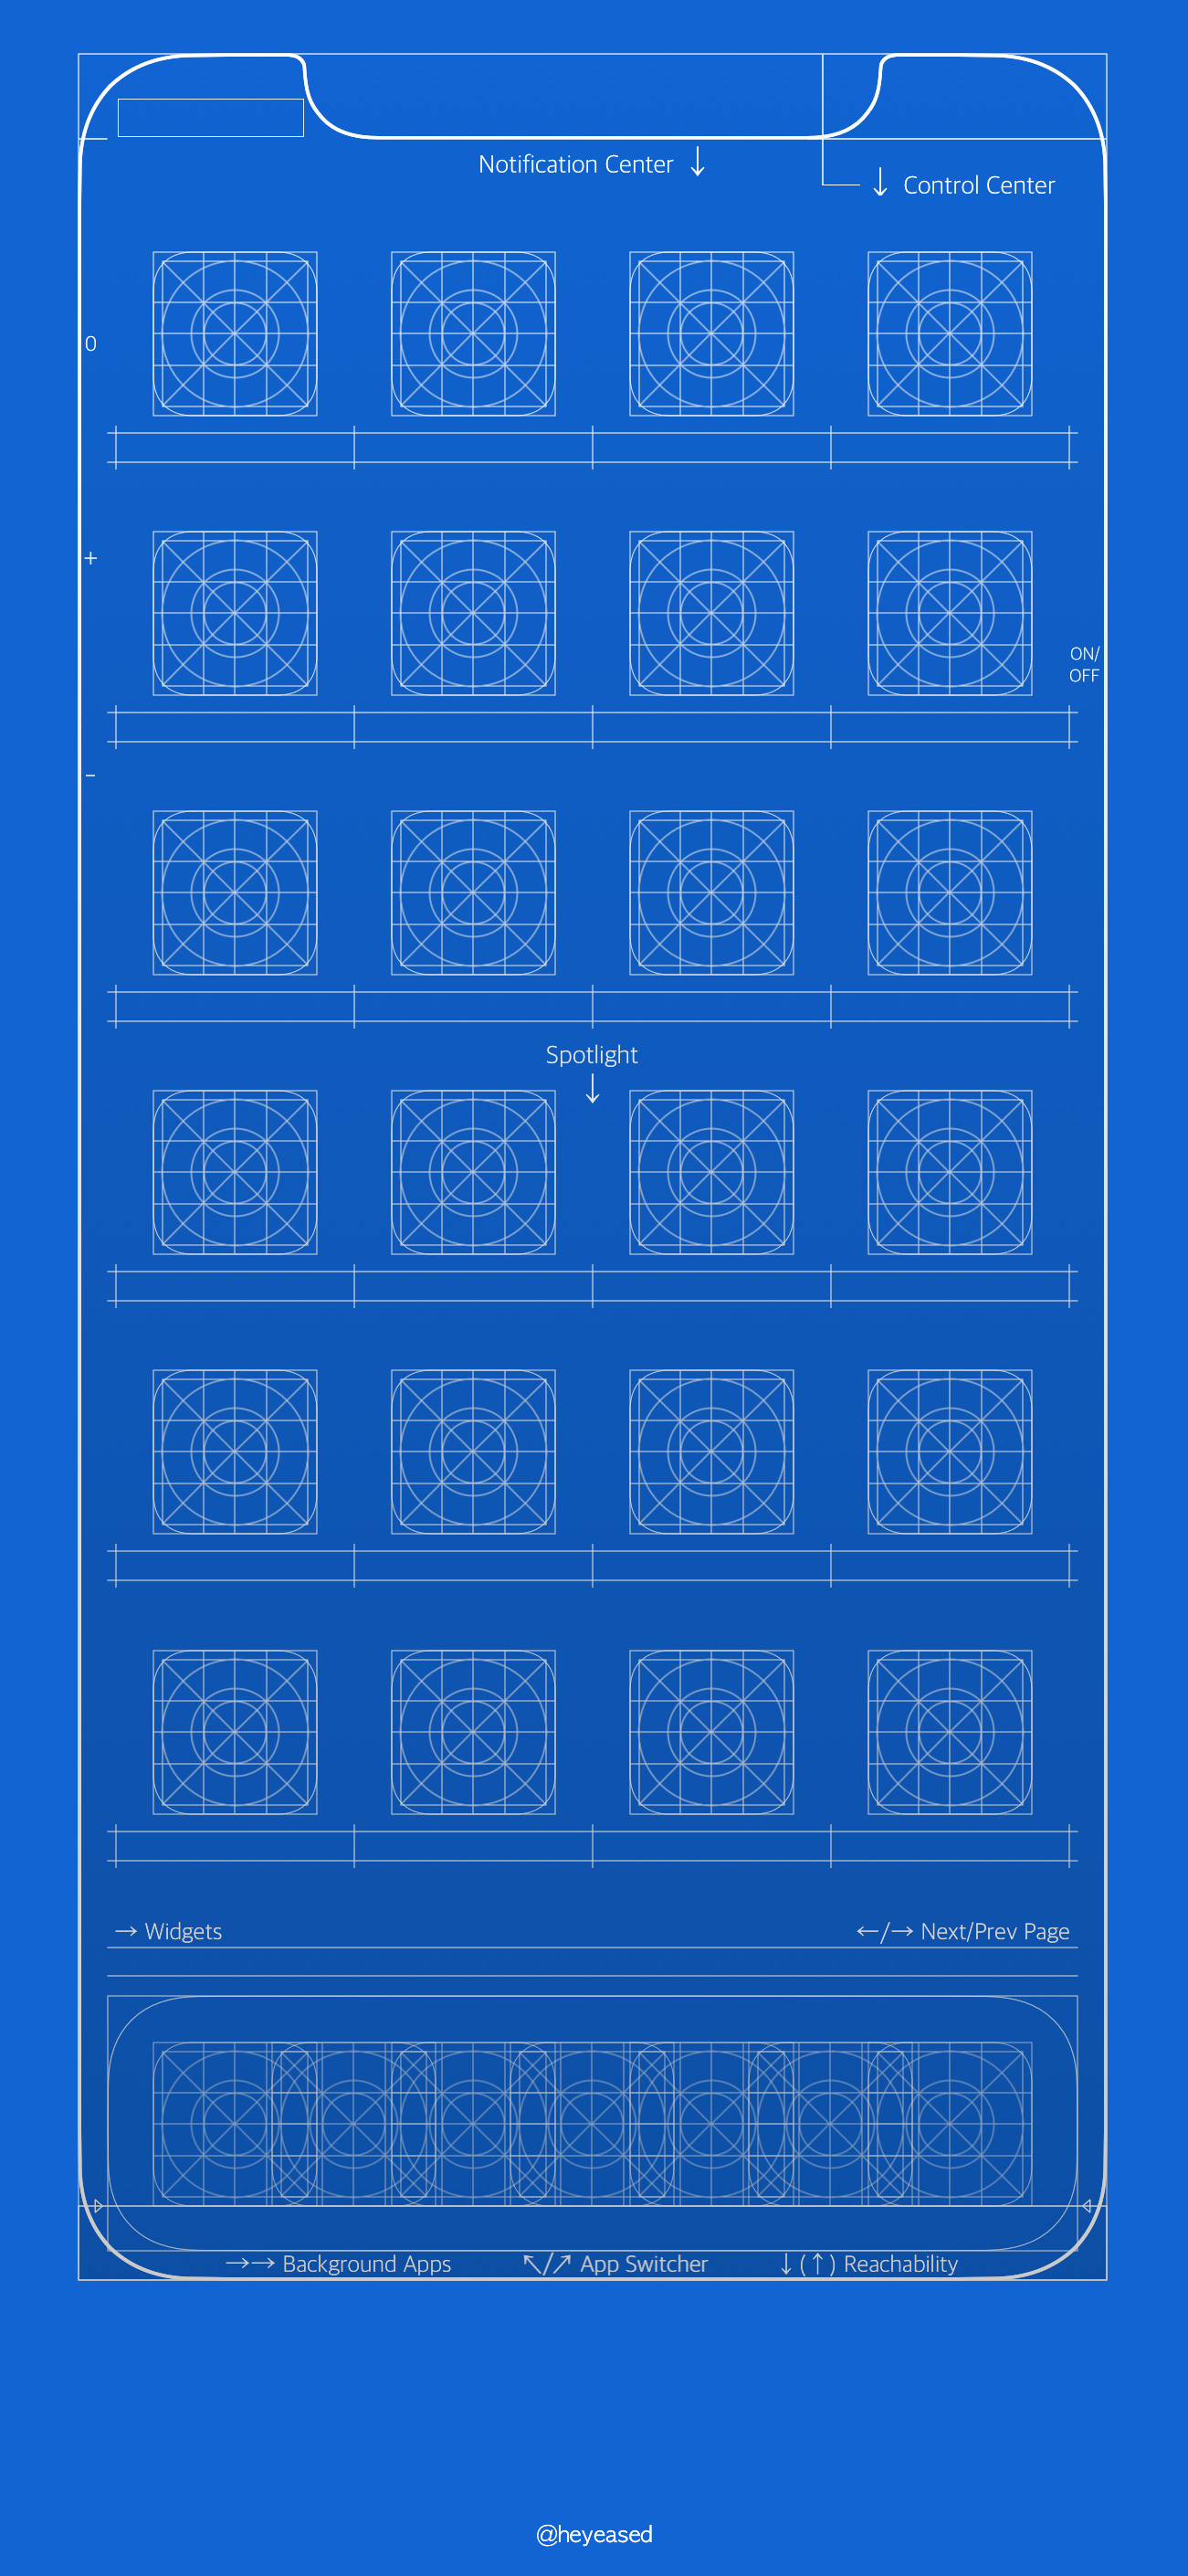 Notification Center ↓
↓ Control Center
0
+
ON/
OFF
-
Spotlight
↓
→ Widgets
←/→ Next/Prev Page
→→ Background Apps
↖/↗ App Switcher
↓(↑) Reachability
@heyeased